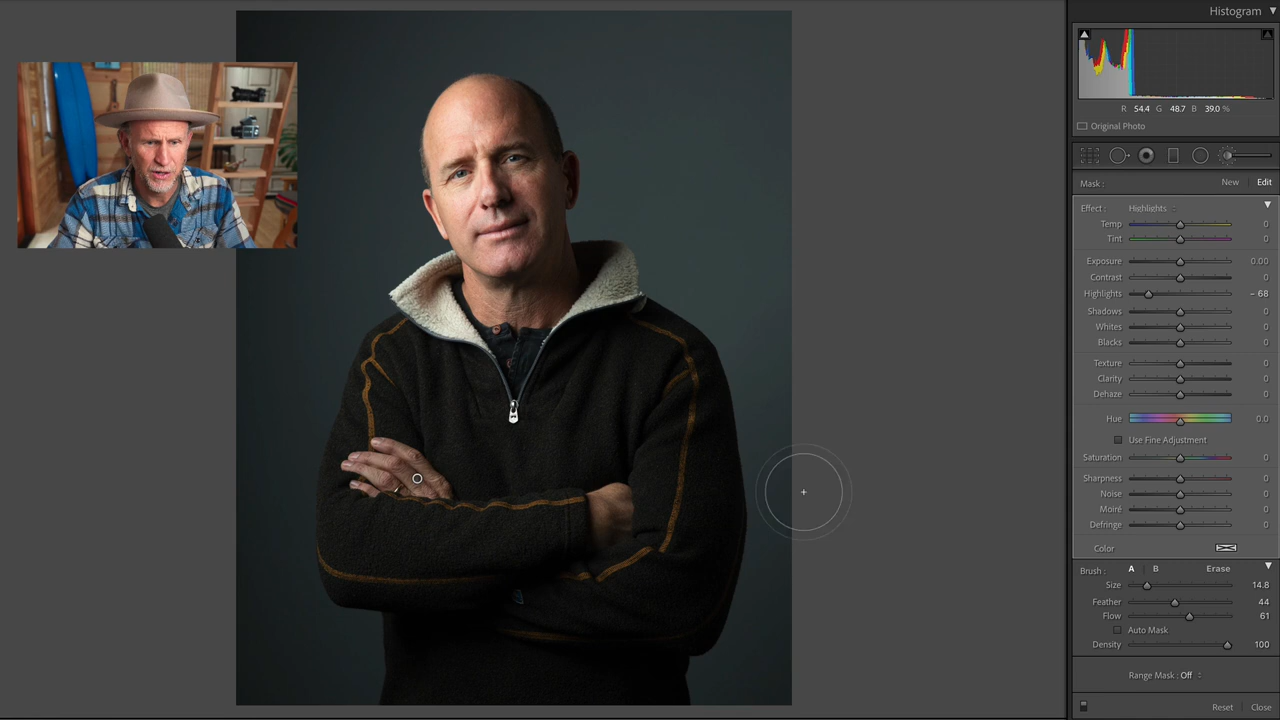 Histogram
R 54.4 G 48.7 B 39.0 %
Original Photo
Mask : New Edit
Effect : Highlights
Temp 0
Tint 0
Exposure 0.00
Contrast 0
Highlights – 68
Shadows 0
Whites 0
Blacks 0
Texture 0
Clarity 0
Dehaze 0
Hue 0.0
Use Fine Adjustment
Saturation 0
Sharpness 0
Noise 0
Moiré 0
Defringe 0
Color
Brush : A B Erase
Size 14.8
Feather 44
Flow 61
Auto Mask
Density 100
Range Mask : Off
Reset Close